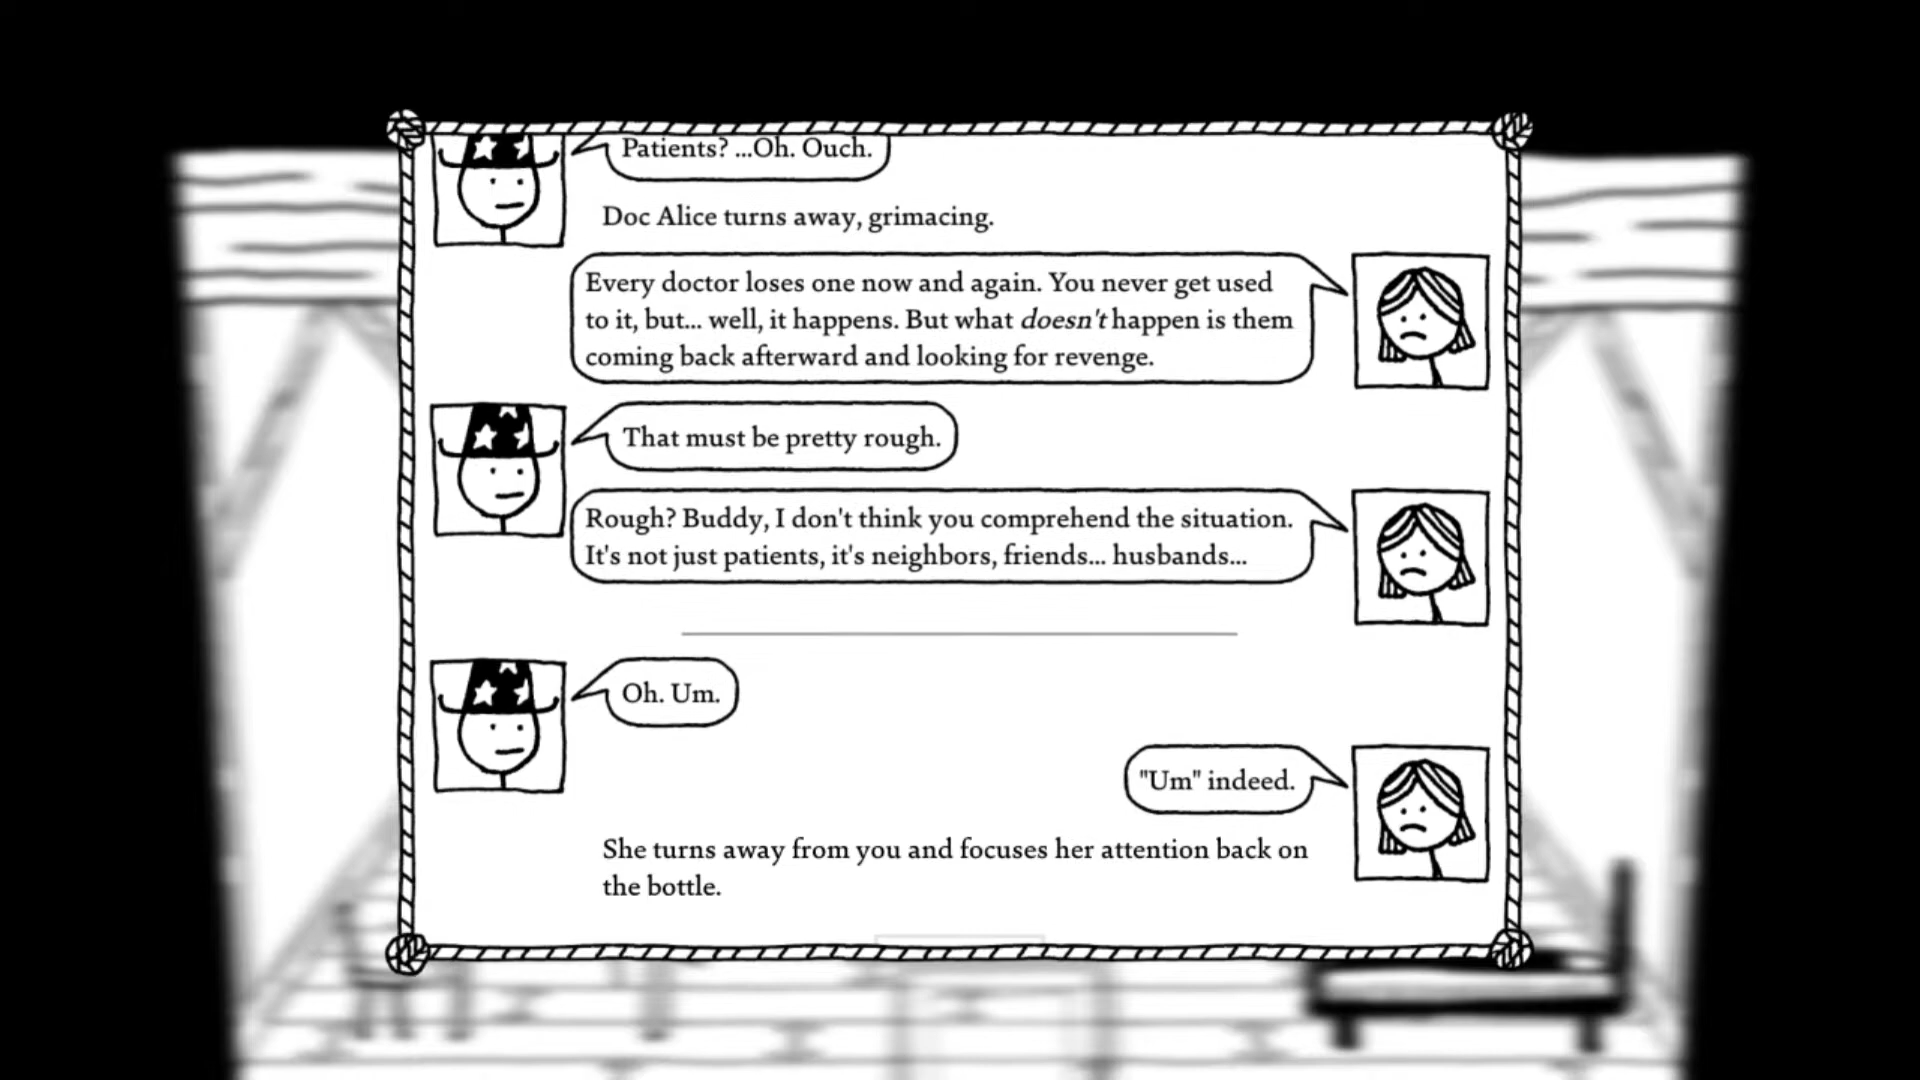 Patients? ...Oh. Ouch.
Doc Alice turns away, grimacing.
Every doctor loses one now and again. You never get used
to it, but... well, it happens. But what doesn't happen is them
coming back afterward and looking for revenge.
That must be pretty rough.
Rough? Buddy, I don't think you comprehend the situation.
It's not just patients, it's neighbors, friends... husbands...
Oh. Um.
"Um" indeed.
She turns away from you and focuses her attention back on
the bottle.